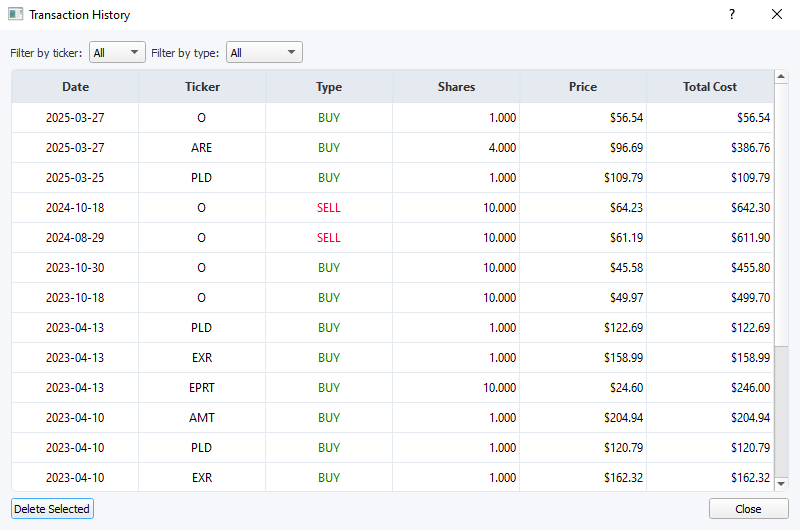 Transaction History
Filter by ticker: All Filter by type: All
Date Ticker Type Shares Price Total Cost
2025-03-27 O BUY 1.000 $56.54 $56.54
2025-03-27 ARE BUY 4.000 $96.69 $386.76
2025-03-25 PLD BUY 1.000 $109.79 $109.79
2024-10-18 O SELL 10.000 $64.23 $642.30
2024-08-29 O SELL 10.000 $61.19 $611.90
2023-10-30 O BUY 10.000 $45.58 $455.80
2023-10-18 O BUY 10.000 $49.97 $499.70
2023-04-13 PLD BUY 1.000 $122.69 $122.69
2023-04-13 EXR BUY 1.000 $158.99 $158.99
2023-04-13 EPRT BUY 10.000 $24.60 $246.00
2023-04-10 AMT BUY 1.000 $204.94 $204.94
2023-04-10 PLD BUY 1.000 $120.79 $120.79
2023-04-10 EXR BUY 1.000 $162.32 $162.32
Delete Selected Close